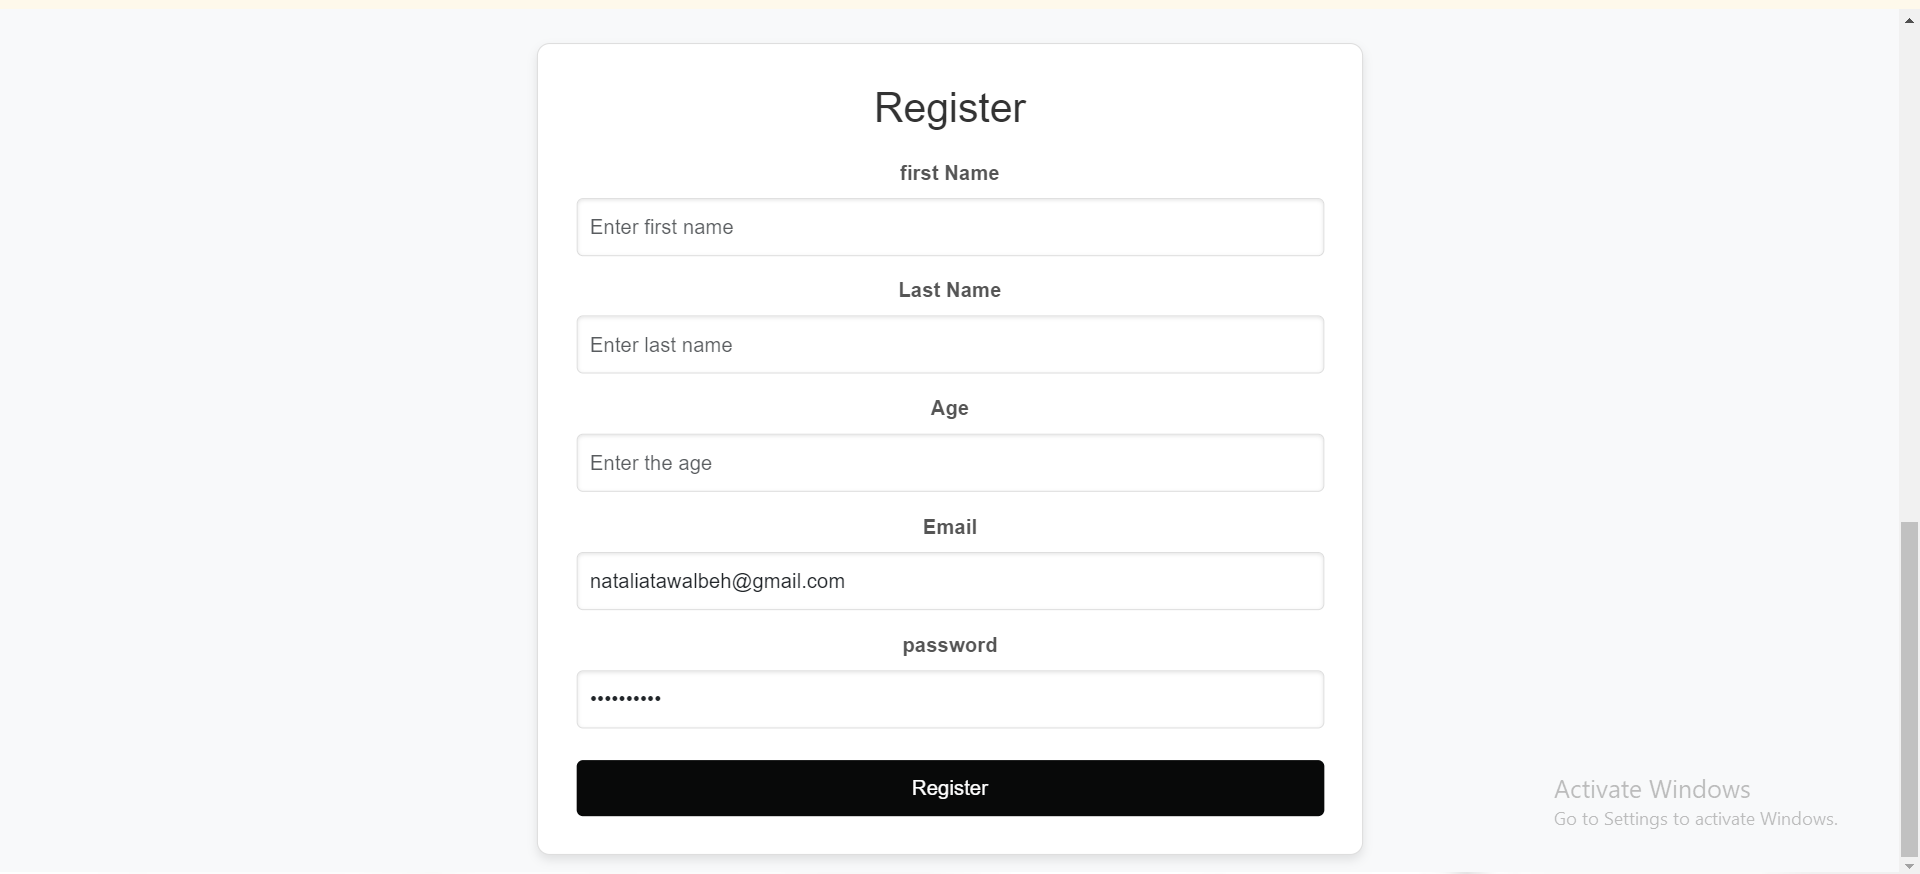 Register
first Name
Enter first name
Last Name
Enter last name
Age
Enter the age
Email
nataliatawalbeh@gmail.com
password
••••••••••
Register
Activate Windows
Go to Settings to activate Windows.